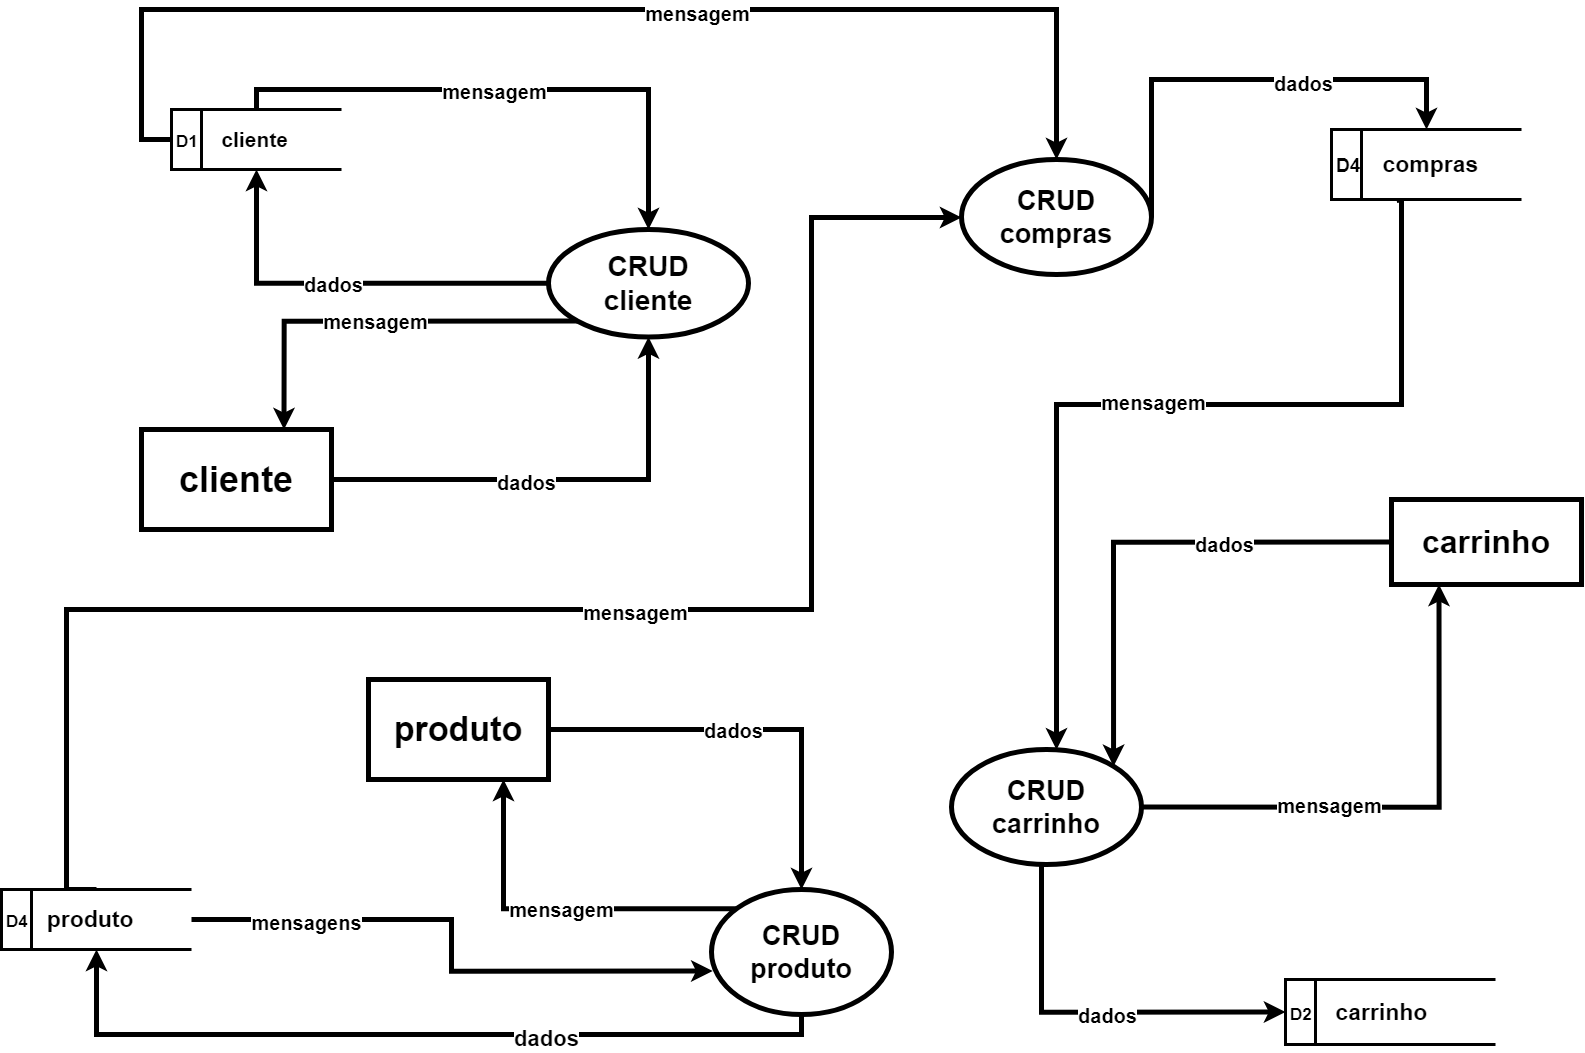 mensagem
mensagem
dados
D1
cliente
D4
compras
CRUD
compras
CRUD
cliente
dados
mensagem
mensagem
cliente
dados
carrinho
dados
mensagem
produto
dados
CRUD
carrinho
mensagem
mensagem
D4
produto
mensagens
CRUD
produto
D2
carrinho
dados
dados